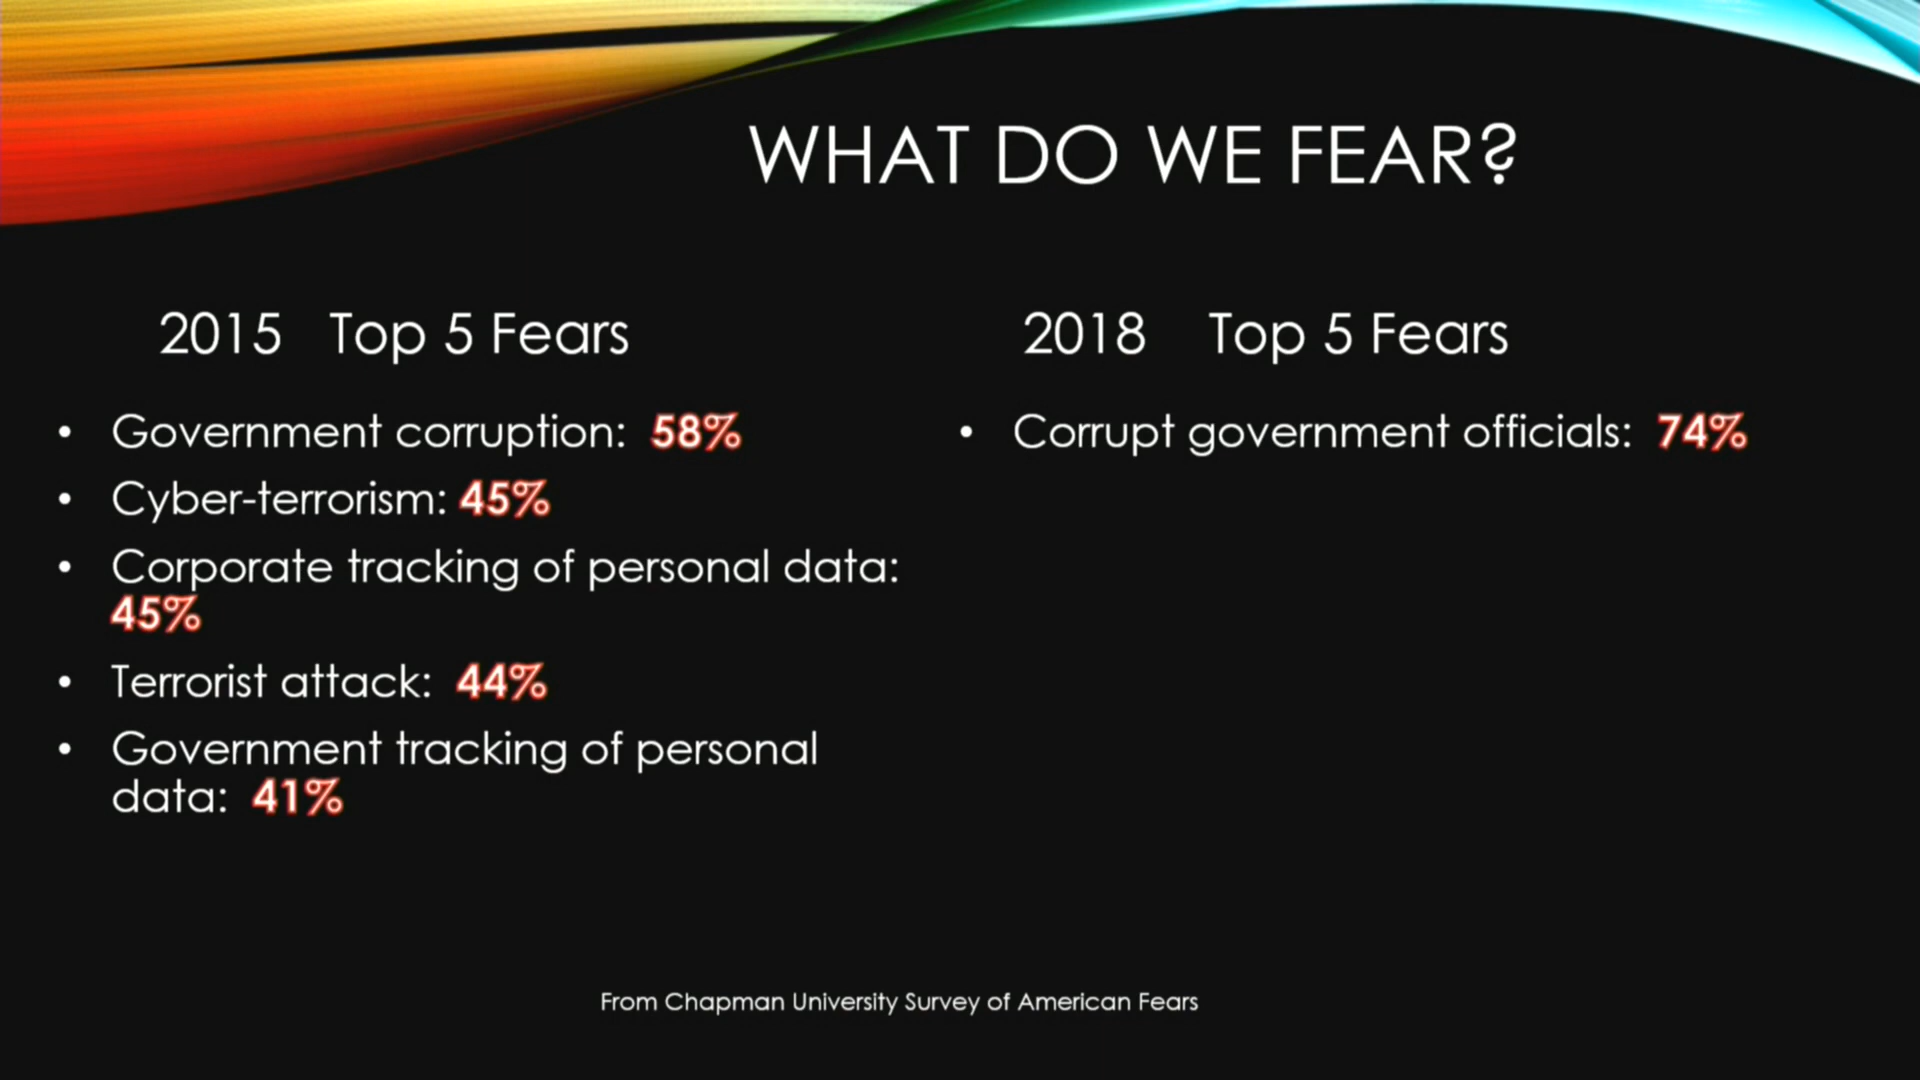 WHAT DO WE FEAR?
2015 Top 5 Fears
• Government corruption: 58%
• Cyber-terrorism: 45%
• Corporate tracking of personal data:
45%
• Terrorist attack: 44%
• Government tracking of personal
data: 41%
2018 Top 5 Fears
• Corrupt government officials: 74%
From Chapman University Survey of American Fears